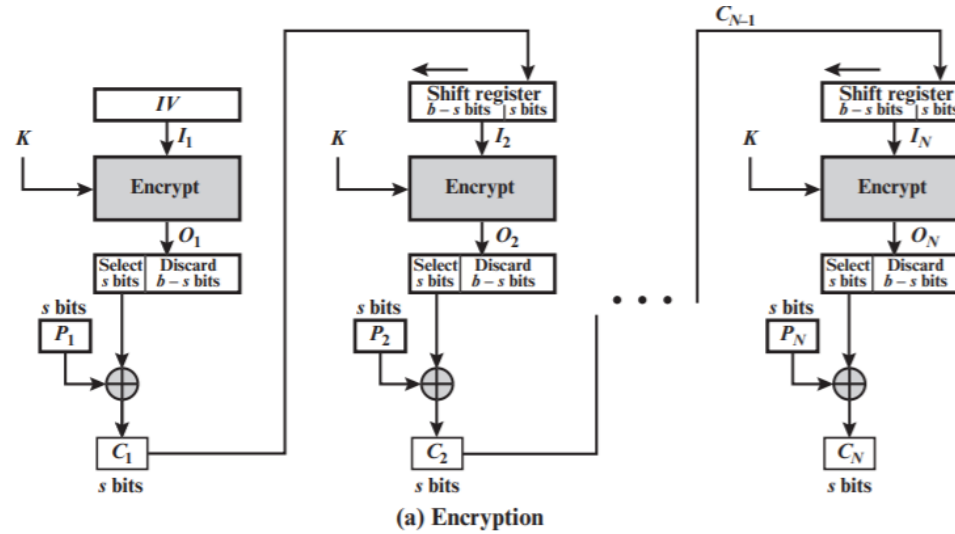 C_{N–1}
IV
Shift register
b – s bits | s bits
Shift register
b – s bits | s bits
K
I_1
K
I_2
K
I_N
Encrypt
Encrypt
Encrypt
O_1
O_2
O_N
Select
s bits
Discard
b – s bits
Select
s bits
Discard
b – s bits
Select
s bits
Discard
b – s bits
s bits
P_1
s bits
P_2
• • •
s bits
P_N
C_1
s bits
C_2
s bits
C_N
s bits
(a) Encryption